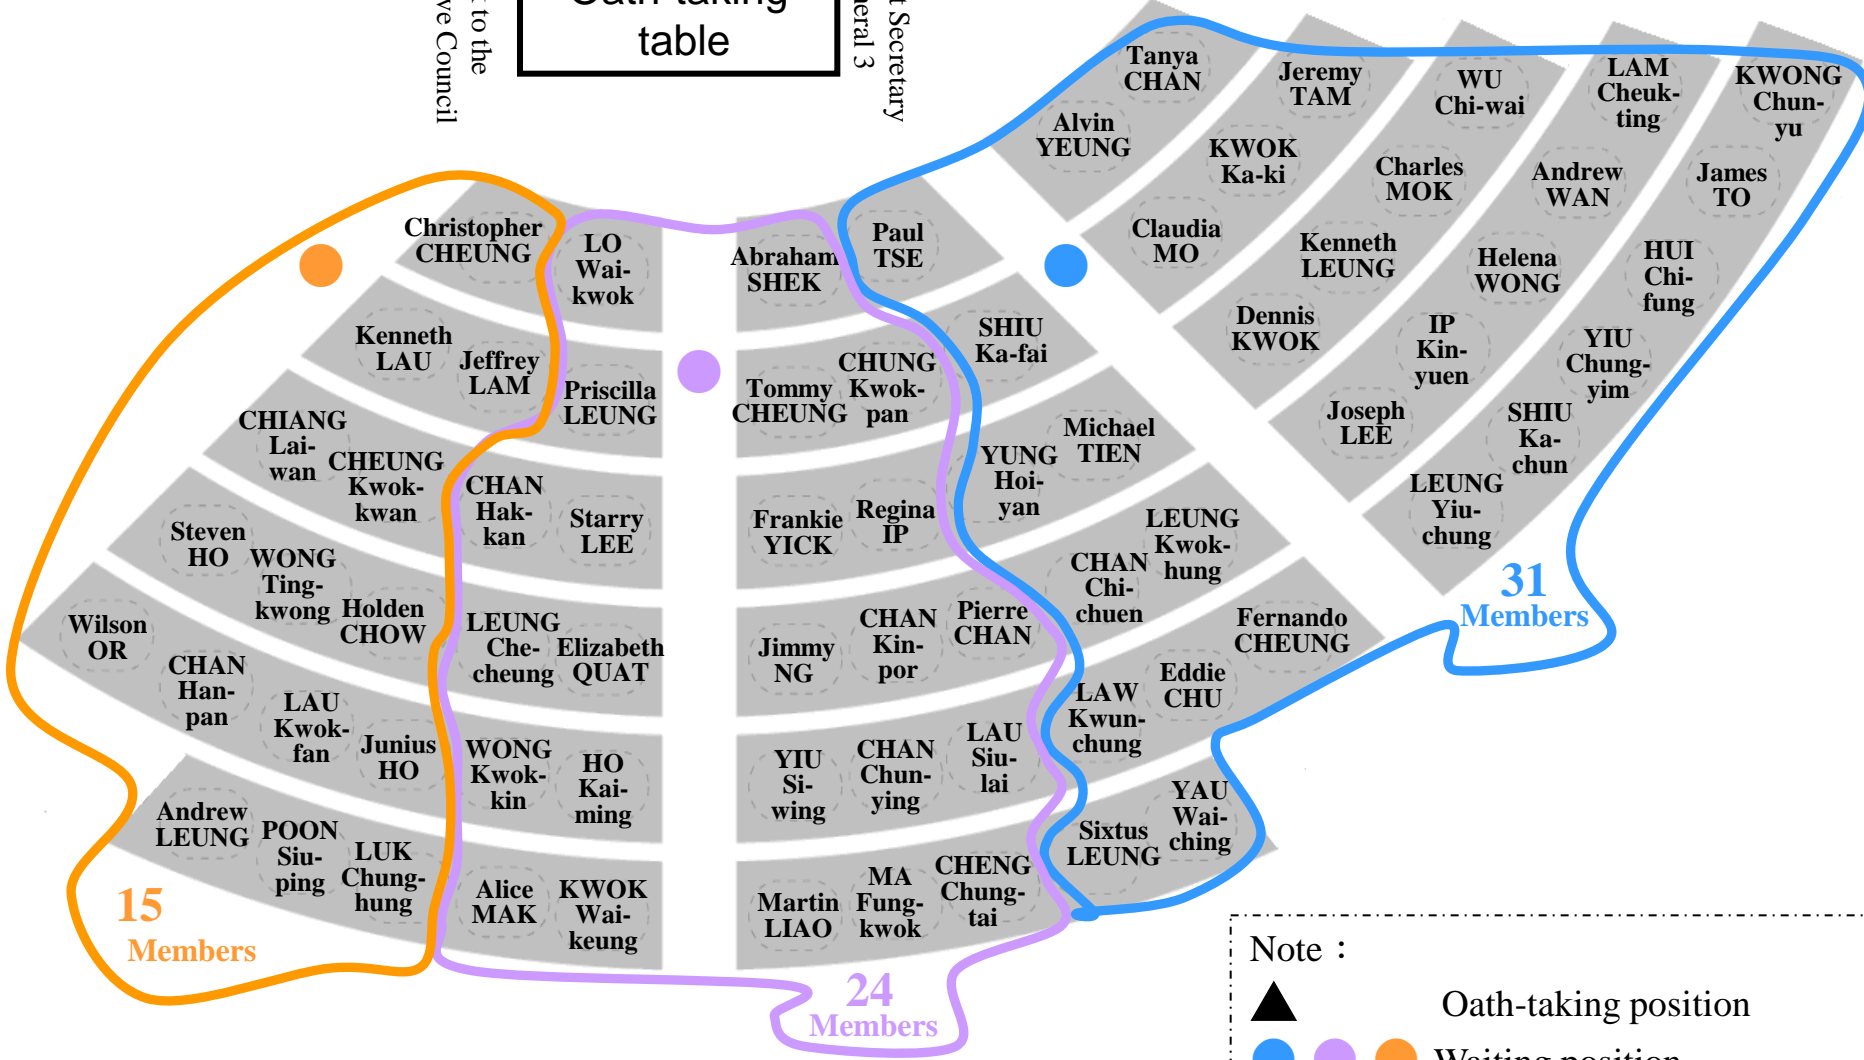 Oath-taking
table
to the
ve Council
t Secretary
neral 3
Tanya
CHAN
Alvin
YEUNG
Jeremy
TAM
KWOK
Ka-ki
Claudia
MO
WU
Chi-wai
Charles
MOK
Kenneth
LEUNG
Dennis
KWOK
LAM
Cheuk-
ting
Andrew
WAN
Helena
WONG
IP
Kin-
yuen
Joseph
LEE
KWONG
Chun-
yu
James
TO
HUI
Chi-
fung
YIU
Chung-
yim
SHIU
Ka-
chun
LEUNG
Yiu-
chung
31
Members
Christopher
CHEUNG
LO
Wai-
kwok
Abraham
SHEK
Paul
TSE
Kenneth
LAU
Jeffrey
LAM
Priscilla
LEUNG
Tommy
CHEUNG
CHUNG
Kwok-
pan
SHIU
Ka-fai
CHIANG
Lai-
wan
CHEUNG
Kwok-
kwan
CHAN
Hak-
kan
Starry
LEE
Frankie
YICK
Regina
IP
YUNG
Hoi-
yan
Michael
TIEN
Steven
HO
WONG
Ting-
kwong
Holden
CHOW
LEUNG
Che-
cheung
Elizabeth
QUAT
Jimmy
NG
CHAN
Kin-
por
Pierre
CHAN
CHAN
Chi-
chuen
LEUNG
Kwok-
hung
Wilson
OR
CHAN
Han-
pan
LAU
Kwok-
fan
Junius
HO
WONG
Kwok-
kin
HO
Kai-
ming
YIU
Si-
wing
CHAN
Chun-
ying
LAU
Siu-
lai
LAW
Kwun-
chung
Eddie
CHU
Fernando
CHEUNG
Andrew
LEUNG
POON
Siu-
ping
LUK
Chung-
hung
Alice
MAK
KWOK
Wai-
keung
Martin
LIAO
MA
Fung-
kwok
CHENG
Chung-
tai
Sixtus
LEUNG
YAU
Wai-
ching
15
Members
24
Members
Note：
Oath-taking position
Waiting position